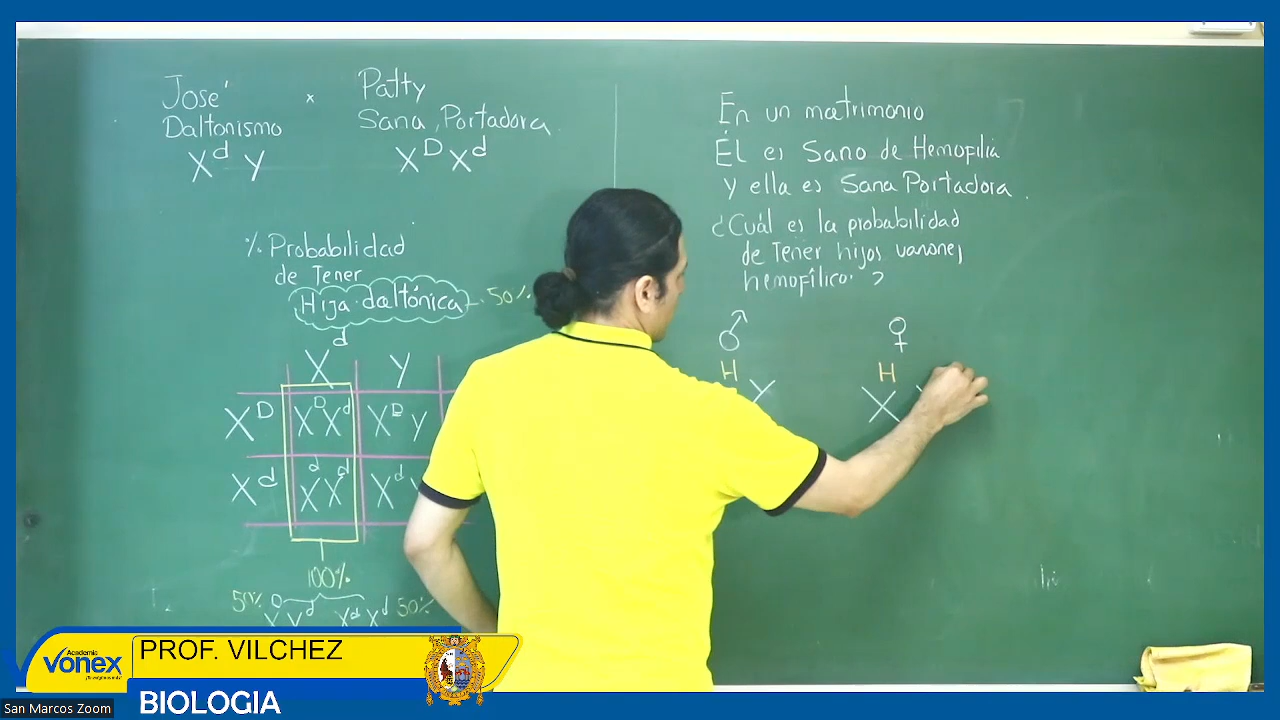 José x Patty
Daltonismo Sana, Portadora
X^d Y X^D X^d
% Probabilidad
de Tener
Hija daltónica 50%
X^d Y
X^D X^D X^d X^D Y
X^d X^d X^d X^d
100%
50% 50%
En un matrimonio
Él es Sano de Hemofilia
y ella es Sana Portadora.
¿Cuál es la probabilidad
de Tener hijos varones
hemofílico. ?
♂ ♀
H H
Y X
PROF. VILCHEZ
Academia
vonex
BIOLOGIA
San Marcos Zoom